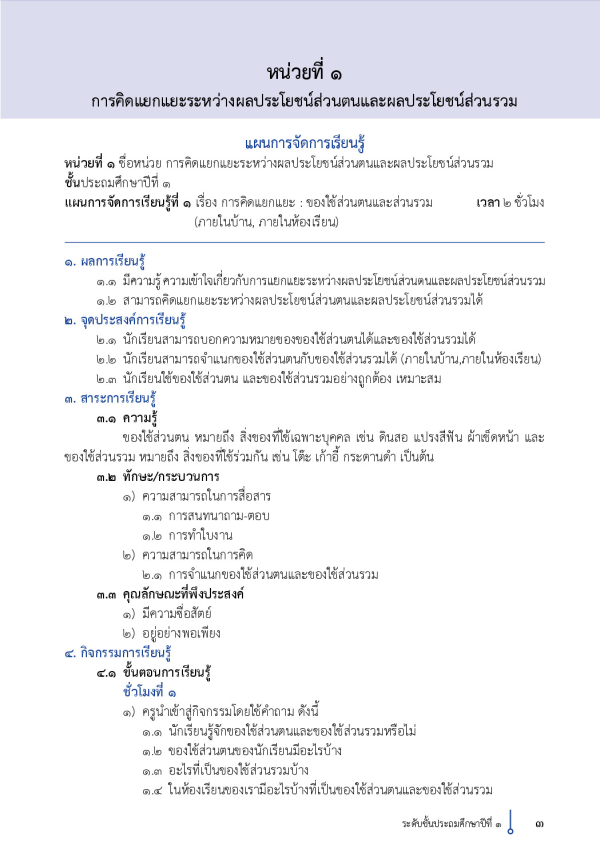 หน่วยที่ ๑
การคิดแยกแยะระหว่างผลประโยชน์ส่วนตนและผลประโยชน์ส่วนรวม
แผนการจัดการเรียนรู้
หน่วยที่ ๑ ชื่อหน่วย การคิดแยกแยะระหว่างผลประโยชน์ส่วนตนและผลประโยชน์ส่วนรวม
ชั้นประถมศึกษาปีที่ ๑
แผนการจัดการเรียนรู้ที่ ๑ เรื่อง การคิดแยกแยะ : ของใช้ส่วนตนและส่วนรวม เวลา ๒ ชั่วโมง
(ภายในบ้าน, ภายในห้องเรียน)
๑. ผลการเรียนรู้
๑.๑ มีความรู้ ความเข้าใจเกี่ยวกับการแยกแยะระหว่างผลประโยชน์ส่วนตนและผลประโยชน์ส่วนรวม
๑.๒ สามารถคิดแยกแยะระหว่างผลประโยชน์ส่วนตนและผลประโยชน์ส่วนรวมได้
๒. จุดประสงค์การเรียนรู้
๒.๑ นักเรียนสามารถบอกความหมายของของใช้ส่วนตนได้และของใช้ส่วนรวมได้
๒.๒ นักเรียนสามารถจำแนกของใช้ส่วนตนกับของใช้ส่วนรวมได้ (ภายในบ้าน,ภายในห้องเรียน)
๒.๓ นักเรียนใช้ของใช้ส่วนตน และของใช้ส่วนรวมอย่างถูกต้อง เหมาะสม
๓. สาระการเรียนรู้
๓.๑ ความรู้
ของใช้ส่วนตน หมายถึง สิ่งของที่ใช้เฉพาะบุคคล เช่น ดินสอ แปรงสีฟัน ผ้าเช็ดหน้า และ
ของใช้ส่วนรวม หมายถึง สิ่งของที่ใช้ร่วมกัน เช่น โต๊ะ เก้าอี้ กระดานดำ เป็นต้น
๓.๒ ทักษะ/กระบวนการ
๑) ความสามารถในการสื่อสาร
๑.๑ การสนทนาถาม-ตอบ
๑.๒ การทำใบงาน
๒) ความสามารถในการคิด
๒.๑ การจำแนกของใช้ส่วนตนและของใช้ส่วนรวม
๓.๓ คุณลักษณะที่พึงประสงค์
๑) มีความซื่อสัตย์
๒) อยู่อย่างพอเพียง
๔. กิจกรรมการเรียนรู้
๔.๑ ขั้นตอนการเรียนรู้
ชั่วโมงที่ ๑
๑) ครูนำเข้าสู่กิจกรรมโดยใช้คำถาม ดังนี้
๑.๑ นักเรียนรู้จักของใช้ส่วนตนและของใช้ส่วนรวมหรือไม่
๑.๒ ของใช้ส่วนตนของนักเรียนมีอะไรบ้าง
๑.๓ อะไรที่เป็นของใช้ส่วนรวมบ้าง
๑.๔ ในห้องเรียนของเรามีอะไรบ้างที่เป็นของใช้ส่วนตนและของใช้ส่วนรวม
ระดับชั้นประถมศึกษาปีที่ ๑ ๓